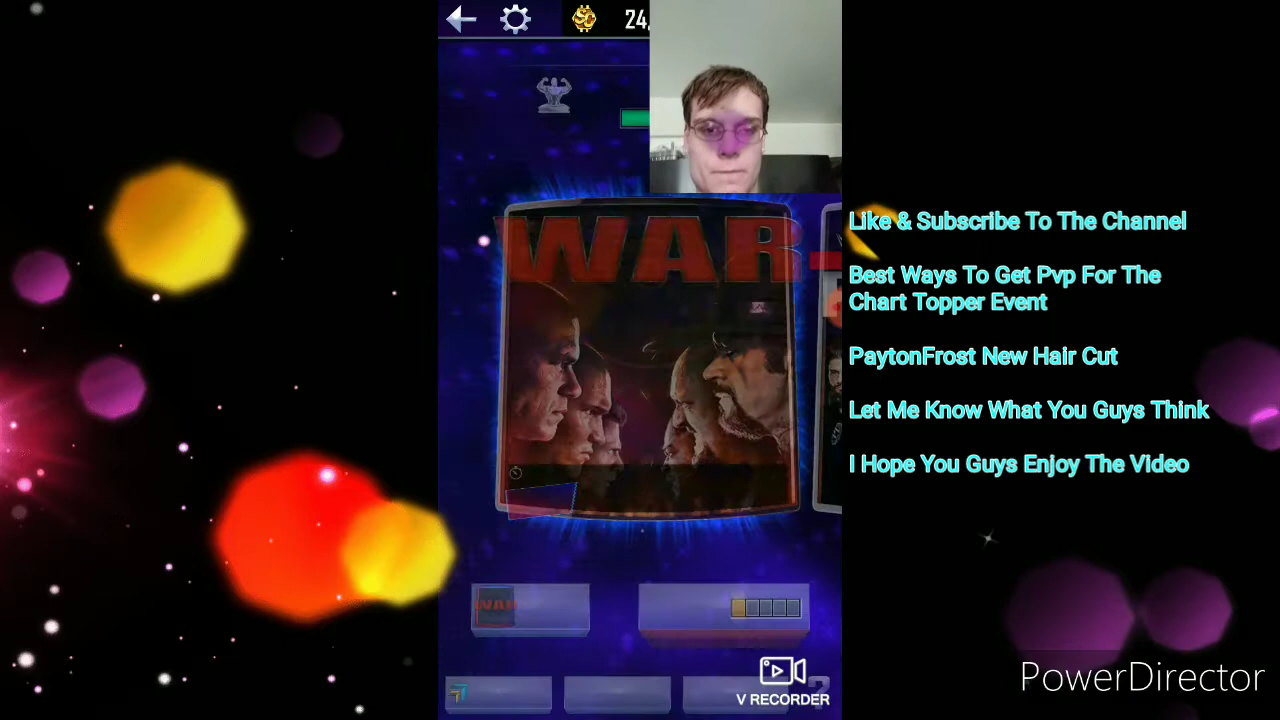 24.
WAR
Like & Subscribe To The Channel
Best Ways To Get Pvp For The
Chart Topper Event
PaytonFrost New Hair Cut
Let Me Know What You Guys Think
I Hope You Guys Enjoy The Video
WAR
V RECORDER
?
PowerDirector